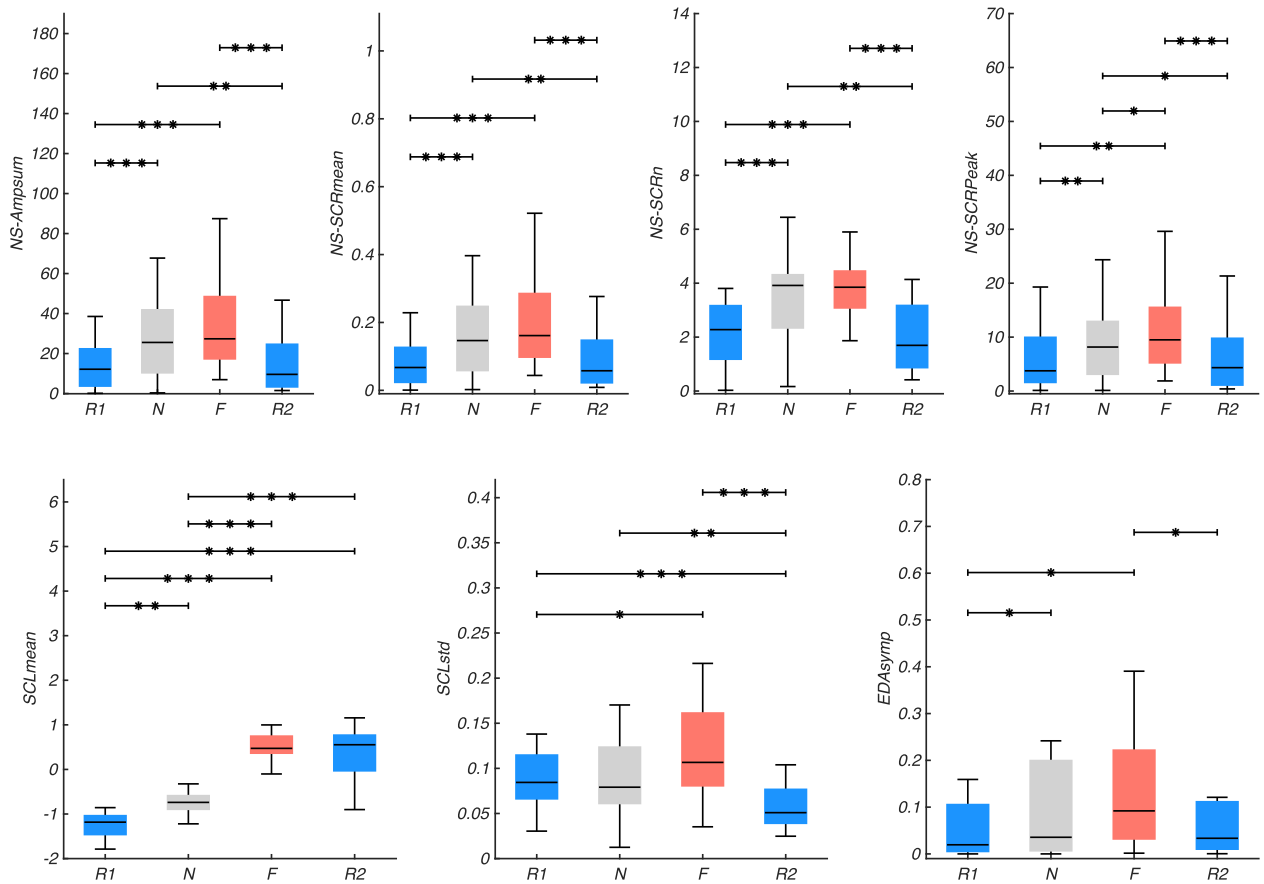 NS-Ampsum
180
160
140
120
100
80
60
40
20
0
R1 N F R2
*** ** *** ***
NS-SCRmean
1
0.8
0.6
0.4
0.2
0
R1 N F R2
*** ** *** ***
NS-SCRn
14
12
10
8
6
4
2
0
R1 N F R2
*** ** *** ***
NS-SCRPeak
70
60
50
40
30
20
10
0
R1 N F R2
*** * * ** **
SCLmean
6
5
4
3
2
1
0
-1
-2
R1 N F R2
*** *** *** *** **
SCLstd
0.4
0.35
0.3
0.25
0.2
0.15
0.1
0.05
0
R1 N F R2
*** ** *** *
EDAsymp
0.8
0.7
0.6
0.5
0.4
0.3
0.2
0.1
0
R1 N F R2
* * *